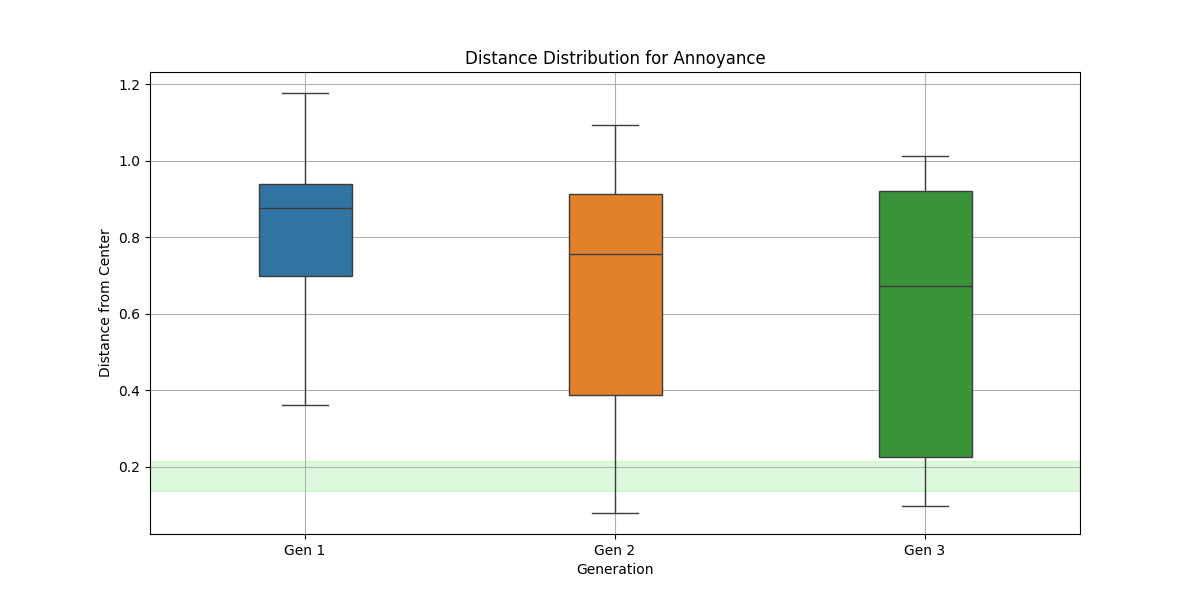 Distance Distribution for Annoyance
Distance from Center
1.2
1.0
0.8
0.6
0.4
0.2
Gen 1
Gen 2
Gen 3
Generation